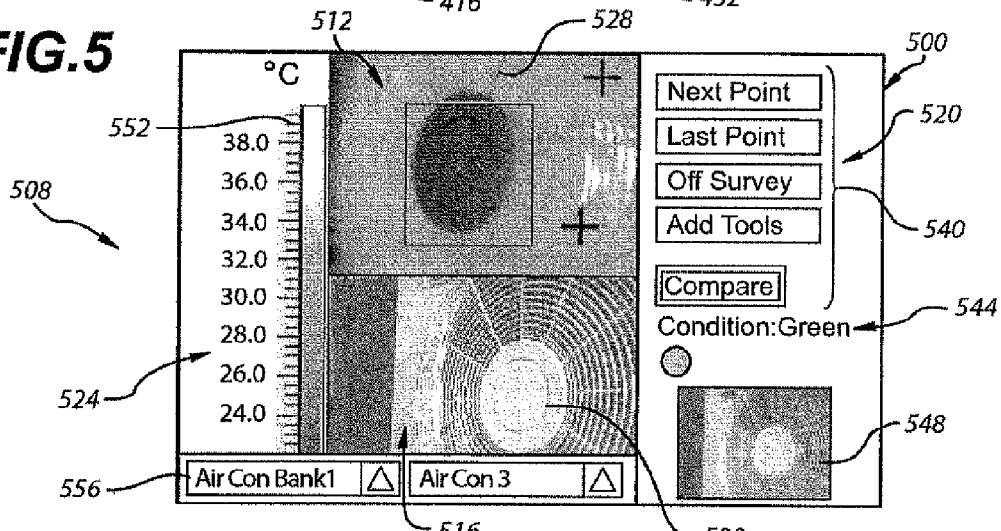 416
452
FIG.5
512
528
500
°C
Next Point
520
552
38.0
Last Point
36.0
Off Survey
508
34.0
Add Tools
540
32.0
30.0
Compare
28.0
Condition:Green
544
26.0
524
24.0
548
556
Air Con Bank1
Air Con 3
516